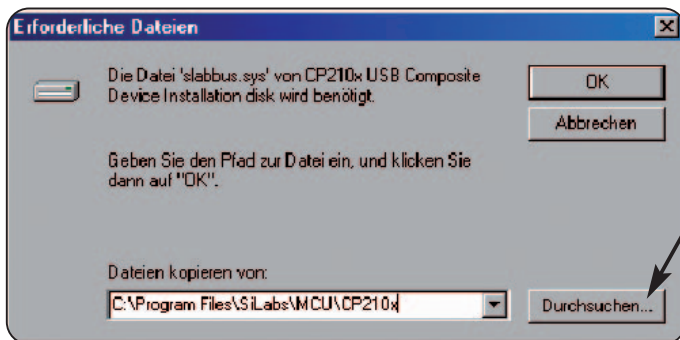 Erforderliche Dateien
Die Datei 'slabbus.sys' von CP210x USB Composite
Device Installation disk wird benötigt.
OK
Abbrechen
Geben Sie den Pfad zur Datei ein, und klicken Sie
dann auf "OK".
Dateien kopieren von:
C:\Program Files\SiLabs\MCU\CP210x
Durchsuchen...